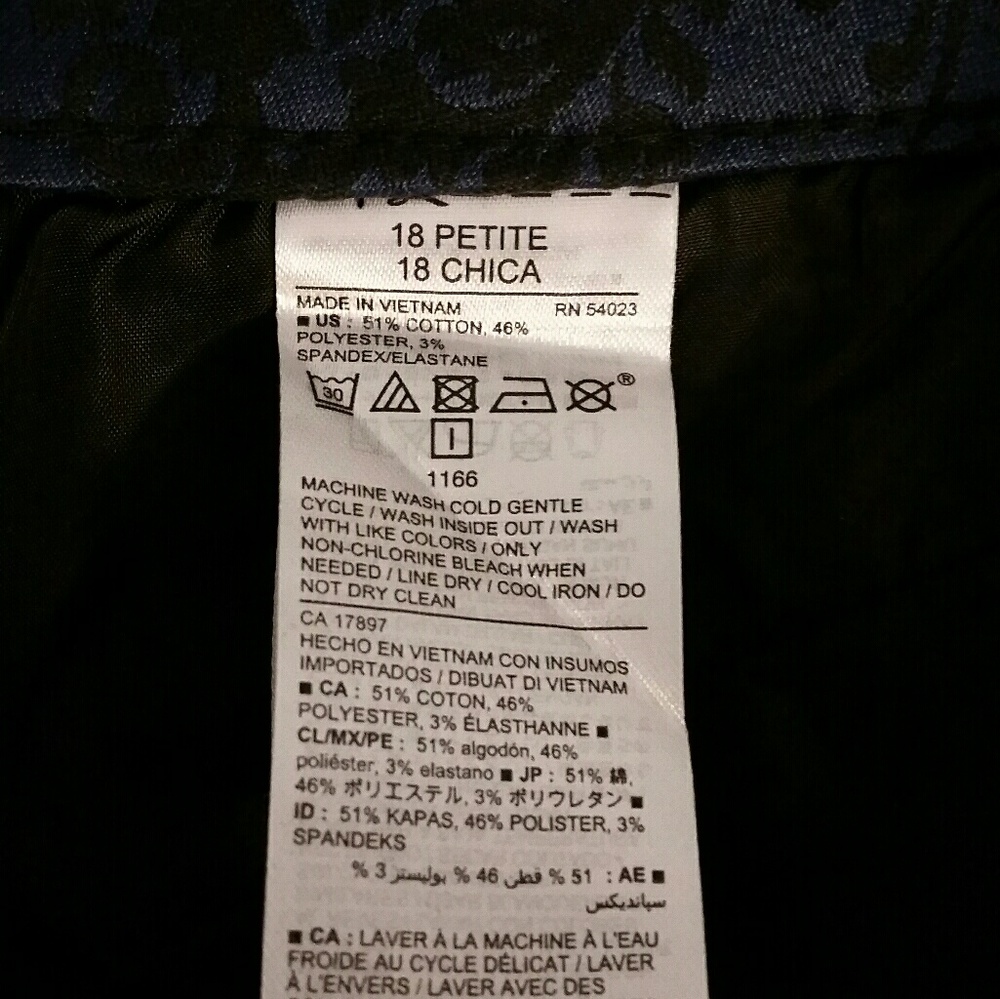 18 PETITE
18 CHICA
MADE IN VIETNAM RN 54023
■ US : 51% COTTON, 46%
POLYESTER, 3%
SPANDEX/ELASTANE
30
®
1166
MACHINE WASH COLD GENTLE
CYCLE / WASH INSIDE OUT / WASH
WITH LIKE COLORS / ONLY
NON-CHLORINE BLEACH WHEN
NEEDED / LINE DRY / COOL IRON / DO
NOT DRY CLEAN
CA 17897
HECHO EN VIETNAM CON INSUMOS
IMPORTADOS / DIBUAT DI VIETNAM
■ CA : 51% COTON, 46%
POLYESTER, 3% ÉLASTHANNE ■
CL/MX/PE : 51% algodón, 46%
poliéster, 3% elastano ■ JP : 51% 綿,
46% ポリエステル, 3% ポリウレタン ■
ID : 51% KAPAS, 46% POLISTER, 3%
SPANDEKS
■ AE : 51 % قطن 46 % بوليستر 3 %
سباندیکس
■ CA : LAVER À LA MACHINE À L'EAU
FROIDE AU CYCLE DÉLICAT / LAVER
À L'ENVERS / LAVER AVEC DES